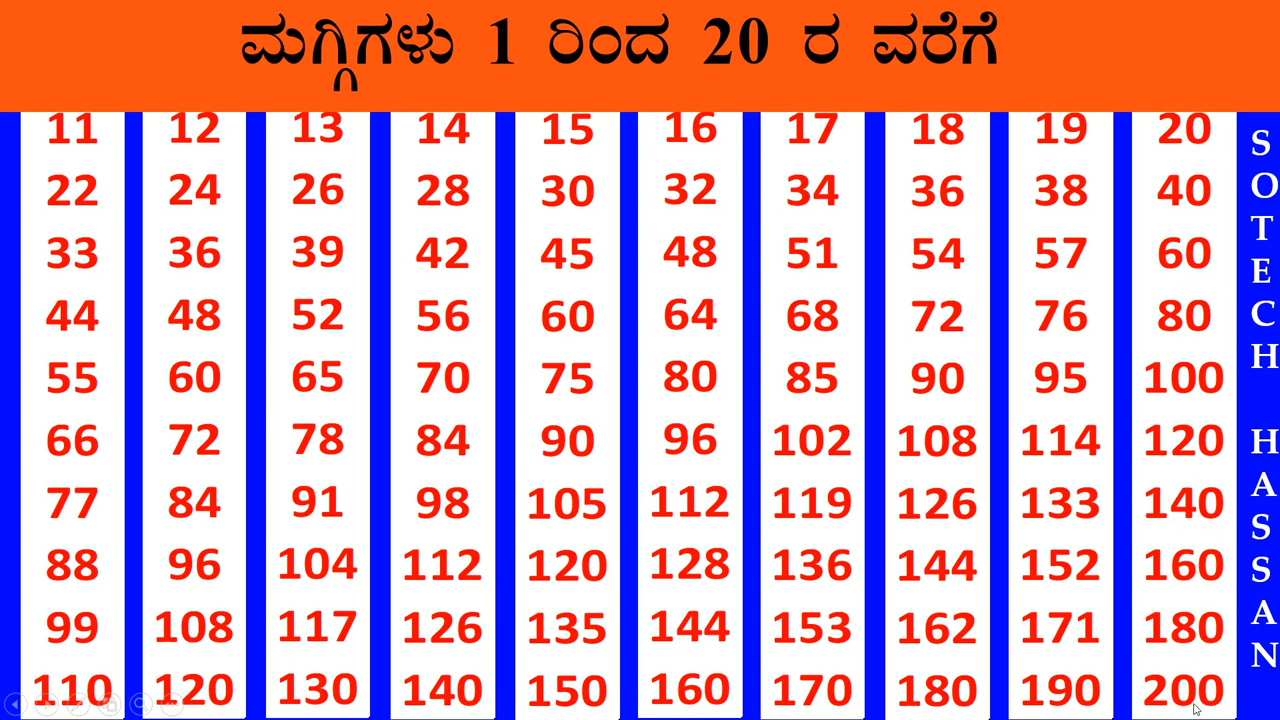 ಮಗ್ಗಿಗಳು 1 ರಿಂದ 20 ರ ವರೆಗೆ
11 12 13 14 15 16 17 18 19 20
22 24 26 28 30 32 34 36 38 40
33 36 39 42 45 48 51 54 57 60
44 48 52 56 60 64 68 72 76 80
55 60 65 70 75 80 85 90 95 100
66 72 78 84 90 96 102 108 114 120
77 84 91 98 105 112 119 126 133 140
88 96 104 112 120 128 136 144 152 160
99 108 117 126 135 144 153 162 171 180
110 120 130 140 150 160 170 180 190 200
SOTECH HASSAN